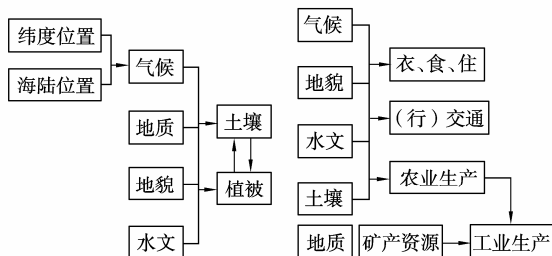 纬度位置
海陆位置
气候
地质
地貌
水文
土壤
植被
气候
地貌
水文
土壤
地质
衣、食、住
(行)交通
农业生产
矿产资源
工业生产